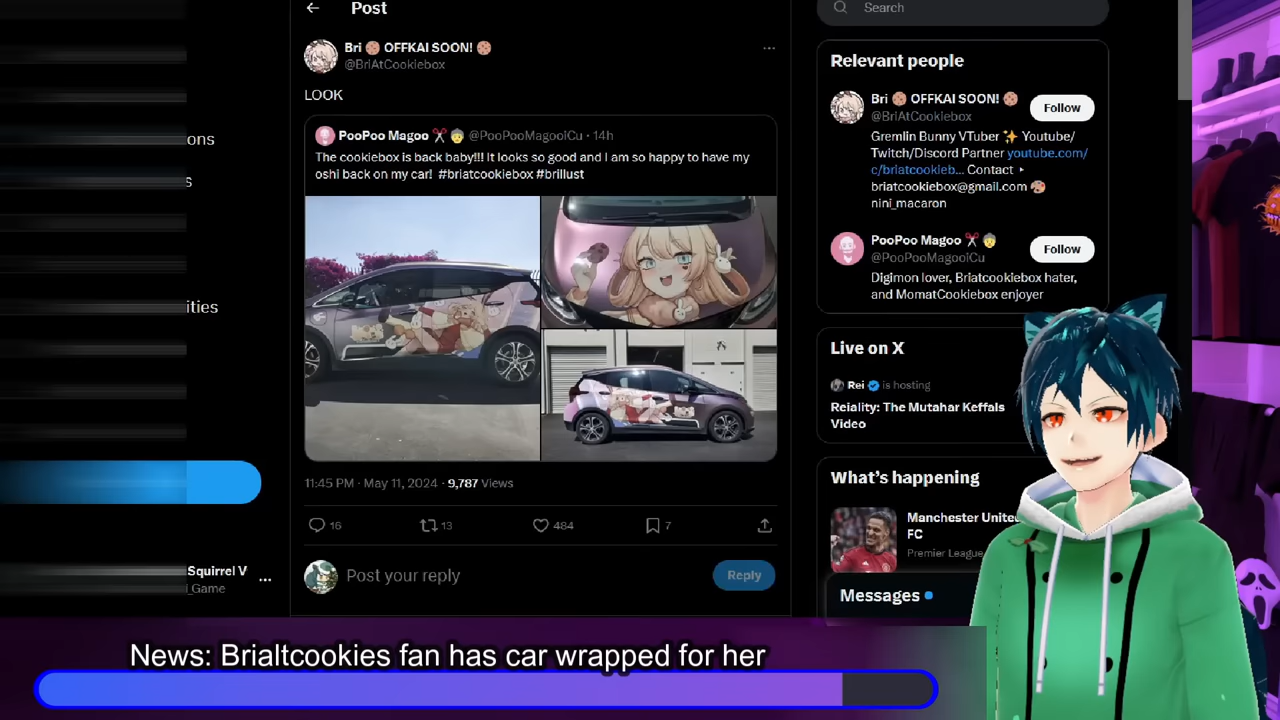 Post
Search
Bri 🍪 OFFKAI SOON! 🍪
@BriAtCookiebox
LOOK
PooPoo Magoo ✂️ 👵 @PooPooMagooiCu · 14h
The cookiebox is back baby!!! It looks so good and I am so happy to have my
oshi back on my car! #briatcookiebox #brillust
11:45 PM · May 11, 2024 · 9,787 Views
16 13 484 7
Post your reply
Reply
ons
s
ities
Squirrel V
i_Game
Relevant people
Bri 🍪 OFFKAI SOON! 🍪
@BriAtCookiebox
Follow
Gremlin Bunny VTuber ✨ Youtube/
Twitch/Discord Partner youtube.com/
c/briatcookieb... Contact ‣
briatcookiebox@gmail.com 🎨
nini_macaron
PooPoo Magoo ✂️ 👵
@PooPooMagooiCu
Follow
Digimon lover, Briatcookiebox hater,
and MomatCookiebox enjoyer
Live on X
Rei is hosting
Reiality: The Mutahar Keffals
Video
What's happening
Manchester Unite
FC
Premier League
Messages
News: Brialtcookies fan has car wrapped for her